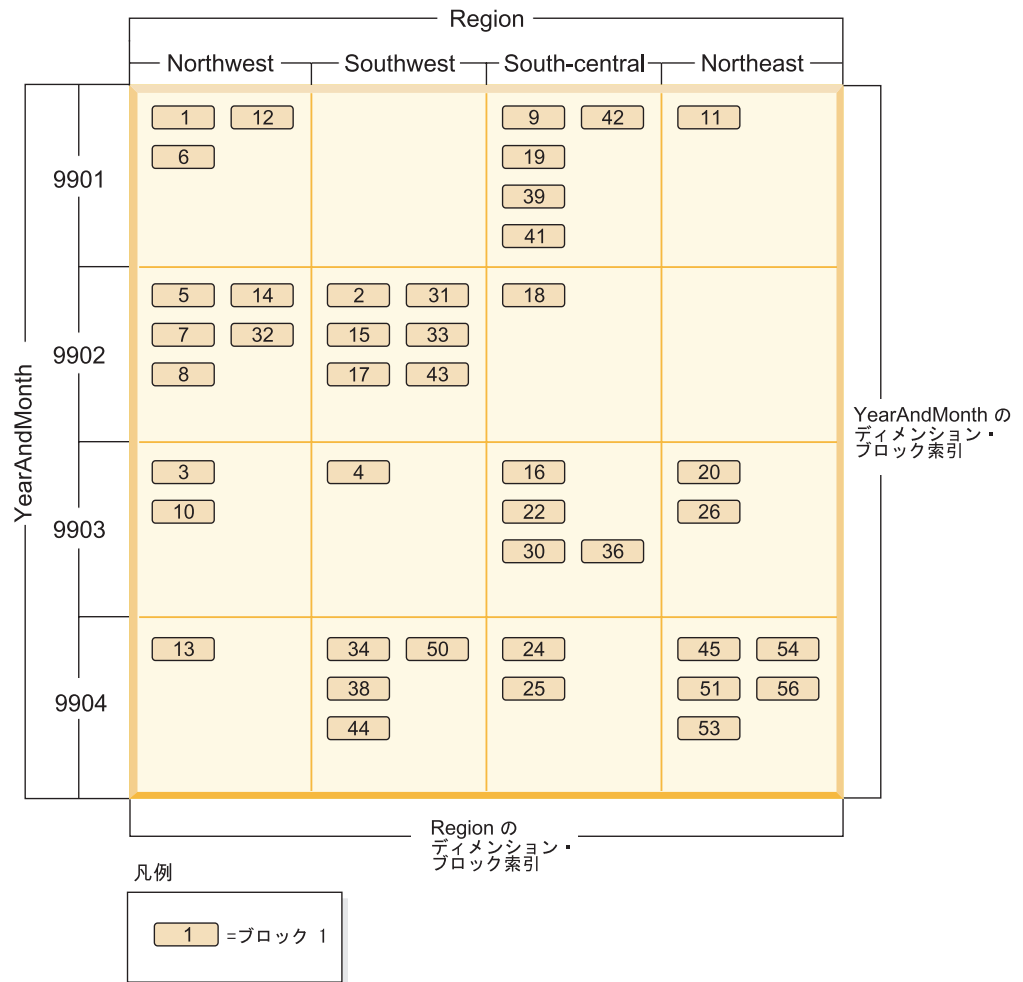 Region
Northwest Southwest South-central Northeast
YearAndMonth
9901
1 12 9 42 11
6 19
39
41
9902
5 14 2 31 18
7 32 15 33
8 17 43
9903
3 4 16 20
10 22 26
30 36
9904
13 34 50 24 45 54
38 25 51 56
44 53
YearAndMonth の
ディメンション・
ブロック索引
Region の
ディメンション・
ブロック索引
凡例
1 =ブロック 1